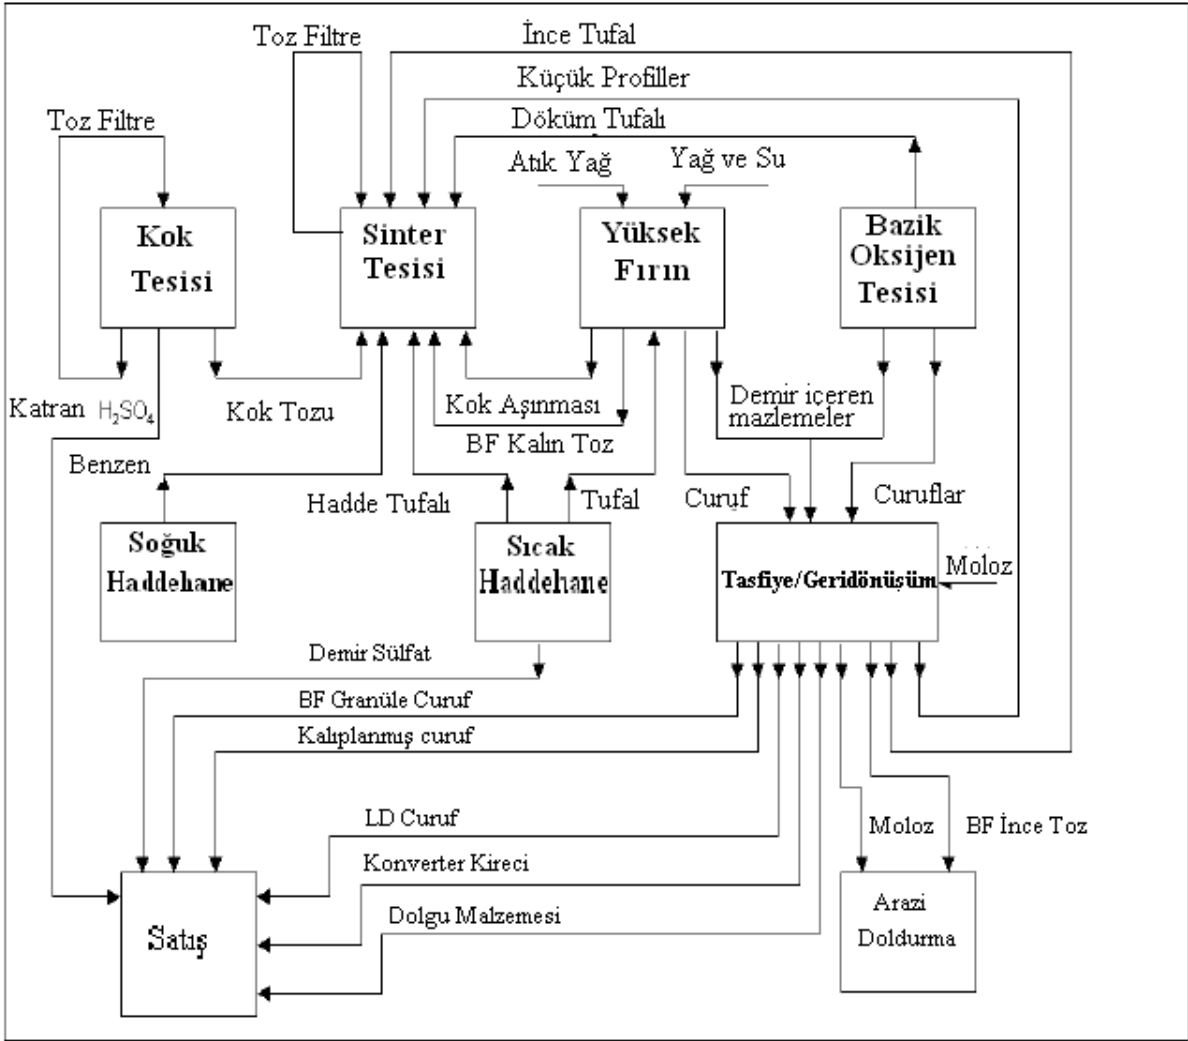 Toz Filtre
İnce Tufal
Küçük Profiller
Toz Filtre
Döküm Tufalı
Atık Yağ
Yağ ve Su
Kok
Tesisi
Sinter
Tesisi
Yüksek
Fırın
Bazik
Oksijen
Tesisi
Katran H₂SO₄
Kok Tozu
Kok Aşınması
Demir içeren
mazlemeler
BF Kalın Toz
Benzen
Hadde Tufalı
Tufal
Curuf
Curuflar
Soğuk
Haddehane
Sıcak
Haddehane
Tasfiye/Geridönüşüm
Moloz
Demir Sülfat
BF Granüle Curuf
Kalıplanmış curuf
LD Curuf
Moloz
BF İnce Toz
Konverter Kireci
Dolgu Malzemesi
Satış
Arazi
Doldurma